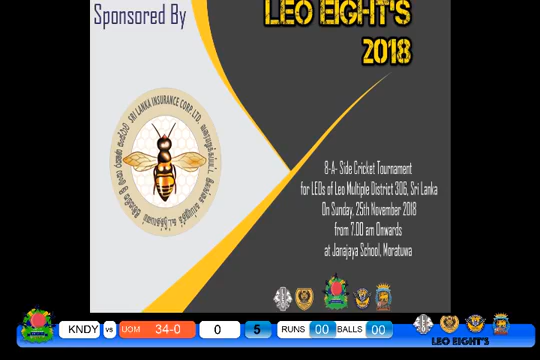 Sponsored By
LEO EIGHT'S
2018
SRI LANKA INSURANCE CORP. LTD.
8-A- Side Cricket Tournament
for LEOs of Leo Multiple District 306, Sri Lanka
On Sunday, 25th November 2018
from 7.00 am Onwards
at Janajaya School, Moratuwa
KNDY vs UOM 34-0 0 5 RUNS 00 BALLS 00
LEO EIGHT'S